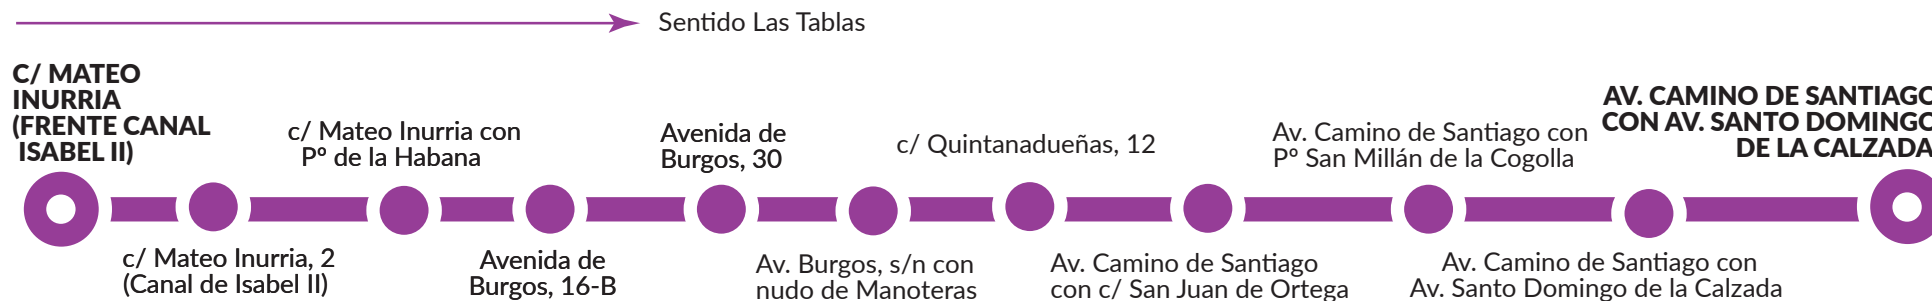 Sentido Las Tablas
C/ MATEO
INURRIA
(FRENTE CANAL
ISABEL II)
c/ Mateo Inurria, 2
(Canal de Isabel II)
c/ Mateo Inurria con
Pº de la Habana
Avenida de
Burgos, 16-B
Avenida de
Burgos, 30
Av. Burgos, s/n con
nudo de Manoteras
c/ Quintanadueñas, 12
Av. Camino de Santiago
con c/ San Juan de Ortega
Av. Camino de Santiago con
Pº San Millán de la Cogolla
Av. Camino de Santiago con
Av. Santo Domingo de la Calzada
AV. CAMINO DE SANTIAGO
CON AV. SANTO DOMINGO
DE LA CALZADA